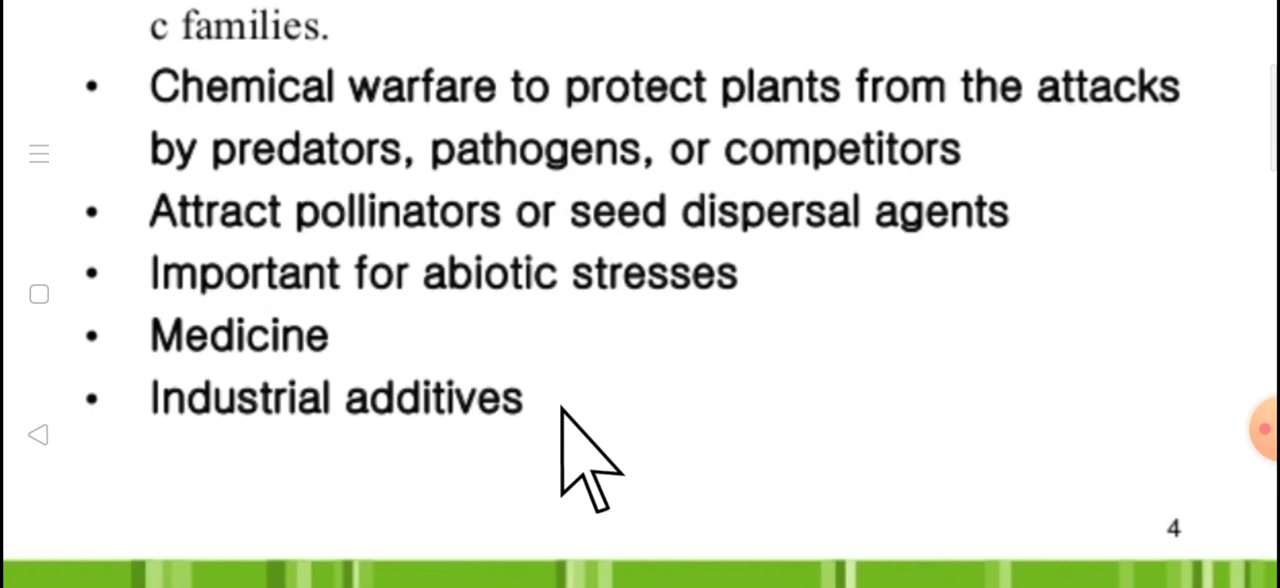 c families.
• Chemical warfare to protect plants from the attacks
by predators, pathogens, or competitors
• Attract pollinators or seed dispersal agents
• Important for abiotic stresses
• Medicine
• Industrial additives
4